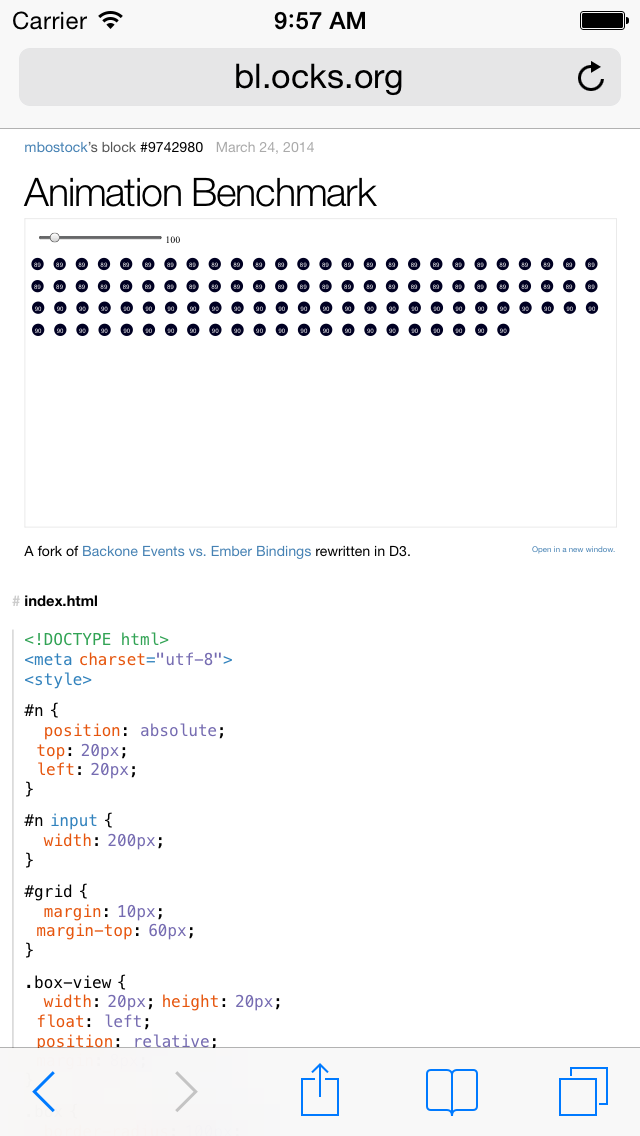 Carrier 9:57 AM
bl.ocks.org
mbostock's block #9742980 March 24, 2014
Animation Benchmark
100
89 89 89 89 89 89 89 89 89 89 89 89 89 89 89 89 89 89 89 89 89 89 89 89 89 89
89 89 89 89 89 89 89 89 89 89 89 89 89 89 89 89 89 89 89 89 89 89 89 89 89 89
90 90 90 90 90 90 90 90 90 90 90 90 90 90 90 90 90 90 90 90 90 90 90 90 90 90
90 90 90 90 90 90 90 90 90 90 90 90 90 90 90 90 90 90 90 90 90 90
A fork of Backone Events vs. Ember Bindings rewritten in D3. Open in a new window.
# index.html
<!DOCTYPE html>
<meta charset="utf-8">
<style>
#n {
position: absolute;
top: 20px;
left: 20px;
}
#n input {
width: 200px;
}
#grid {
margin: 10px;
margin-top: 60px;
}
.box-view {
width: 20px; height: 20px;
float: left;
position: relative;